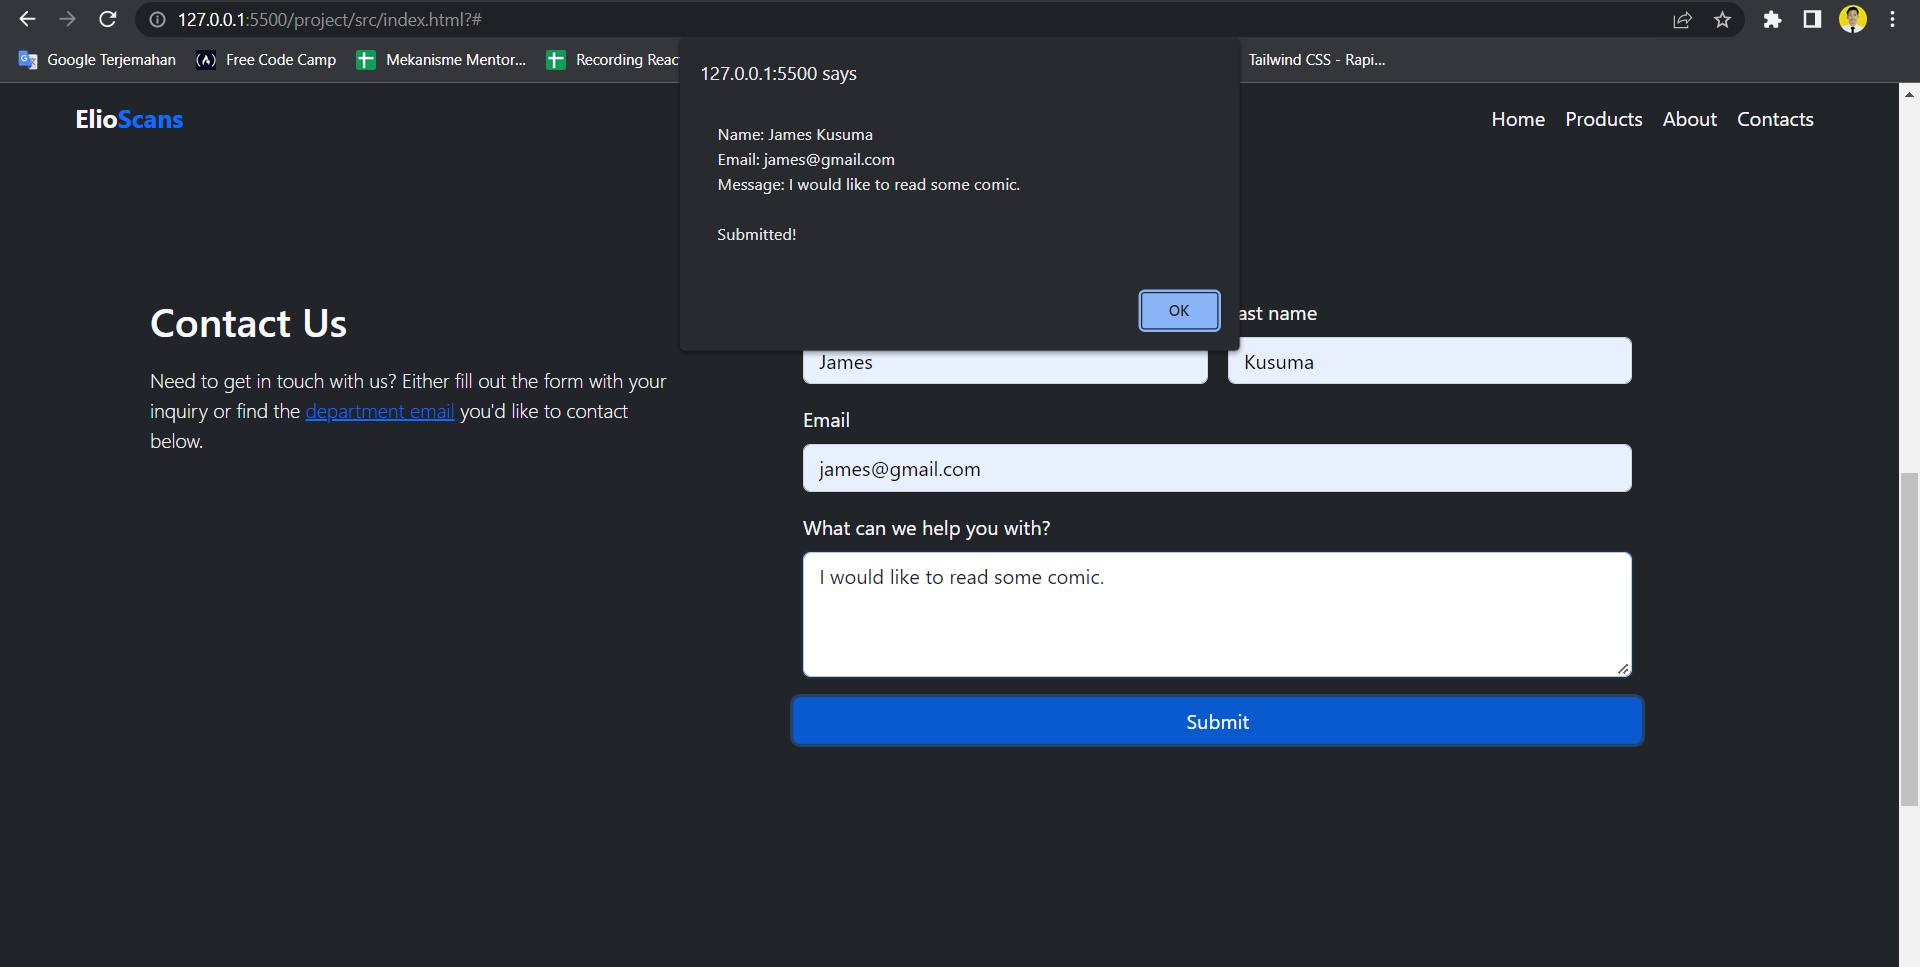 127.0.0.1:5500/project/src/index.html?#
Google Terjemahan
Free Code Camp
Mekanisme Mentor...
Recording Reac
Tailwind CSS - Rapi...
127.0.0.1:5500 says
Name: James Kusuma
Email: james@gmail.com
Message: I would like to read some comic.
Submitted!
OK
ElioScans
Home
Products
About
Contacts
Contact Us
Need to get in touch with us? Either fill out the form with your
inquiry or find the department email you'd like to contact
below.
ast name
James
Kusuma
Email
james@gmail.com
What can we help you with?
I would like to read some comic.
Submit